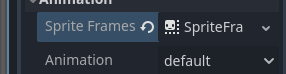 Animation
Sprite Frames SpriteFra
Animation default